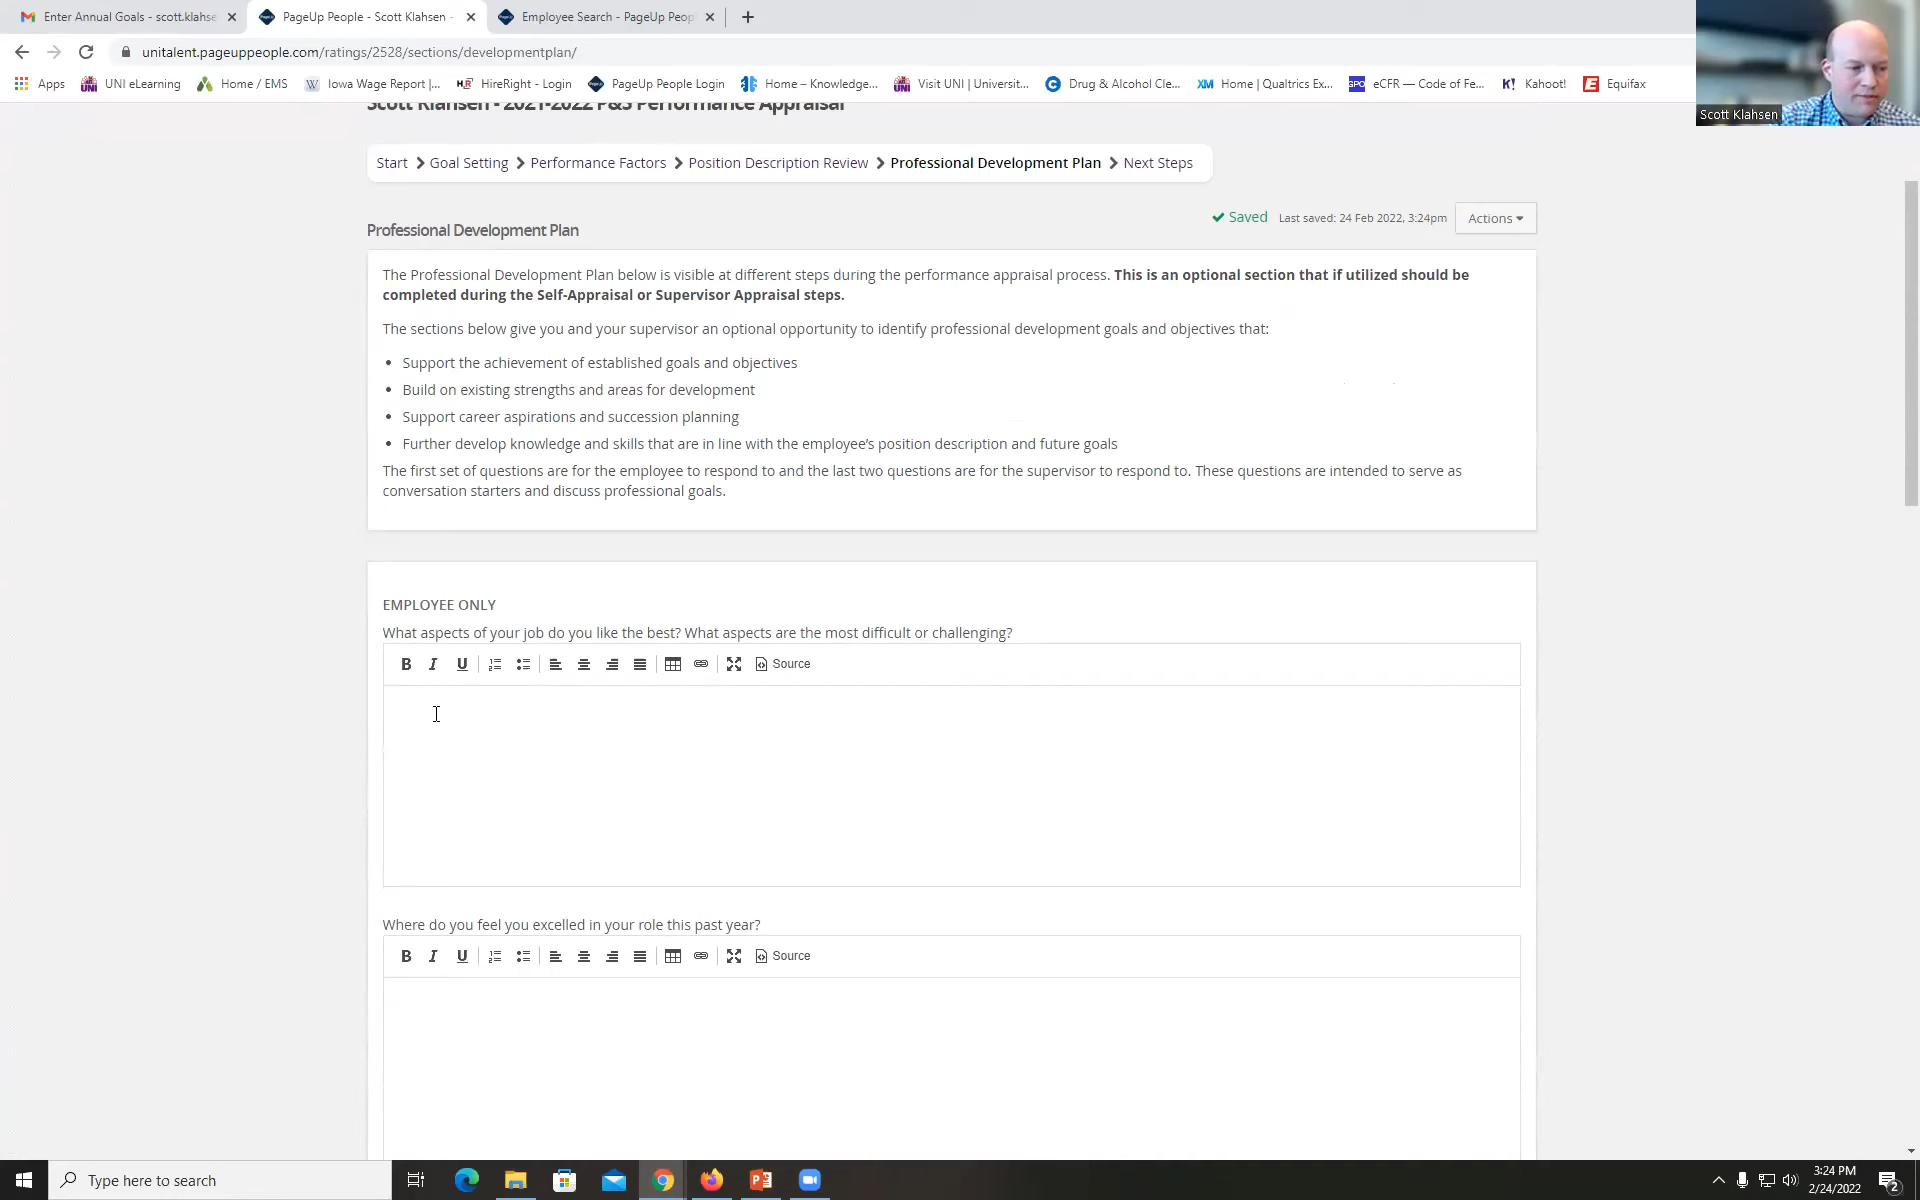 Enter Annual Goals - scott.klahse
PageUp People - Scott Klahsen -
Employee Search - PageUp Peop
unitalent.pageuppeople.com/ratings/2528/sections/developmentplan/
Apps
UNI eLearning
Home / EMS
Iowa Wage Report |...
HireRight - Login
PageUp People Login
Home – Knowledge...
Visit UNI | Universit...
Drug & Alcohol Cle...
Home | Qualtrics Ex...
eCFR — Code of Fe...
Kahoot!
Equifax
Scott Klahsen
Scott Klahsen - 2021-2022 P&S Performance Appraisal
Start > Goal Setting > Performance Factors > Position Description Review > Professional Development Plan > Next Steps
Saved Last saved: 24 Feb 2022, 3:24pm Actions
Professional Development Plan
The Professional Development Plan below is visible at different steps during the performance appraisal process. This is an optional section that if utilized should be
completed during the Self-Appraisal or Supervisor Appraisal steps.
The sections below give you and your supervisor an optional opportunity to identify professional development goals and objectives that:
• Support the achievement of established goals and objectives
• Build on existing strengths and areas for development
• Support career aspirations and succession planning
• Further develop knowledge and skills that are in line with the employee’s position description and future goals
The first set of questions are for the employee to respond to and the last two questions are for the supervisor to respond to. These questions are intended to serve as
conversation starters and discuss professional goals.
EMPLOYEE ONLY
What aspects of your job do you like the best? What aspects are the most difficult or challenging?
B I U Source
Where do you feel you excelled in your role this past year?
B I U Source
Type here to search
3:24 PM
2/24/2022
2